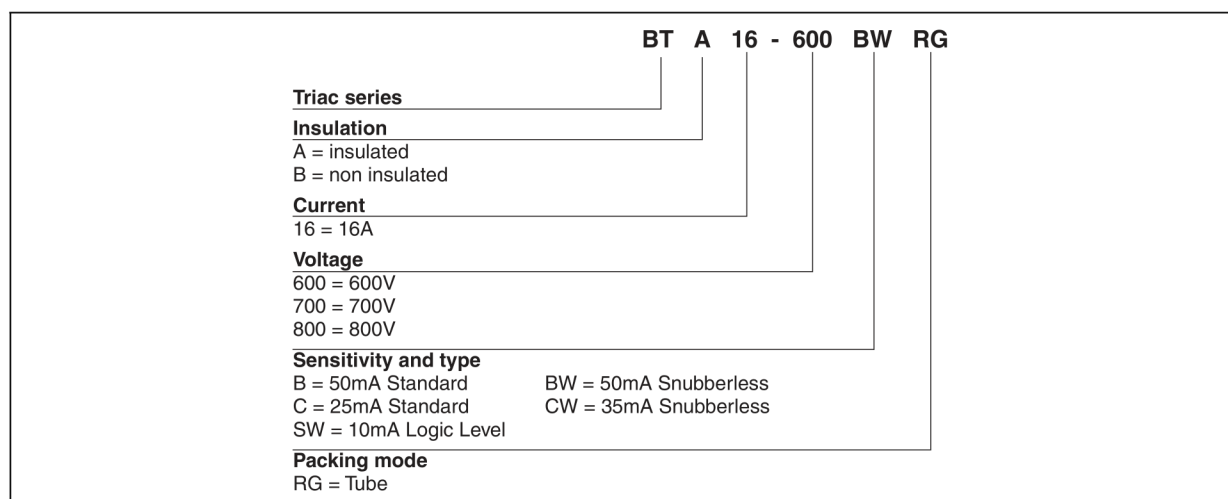 BT A 16 - 600 BW RG
Triac series
Insulation
A = insulated
B = non insulated
Current
16 = 16A
Voltage
600 = 600V
700 = 700V
800 = 800V
Sensitivity and type
B = 50mA Standard BW = 50mA Snubberless
C = 25mA Standard CW = 35mA Snubberless
SW = 10mA Logic Level
Packing mode
RG = Tube